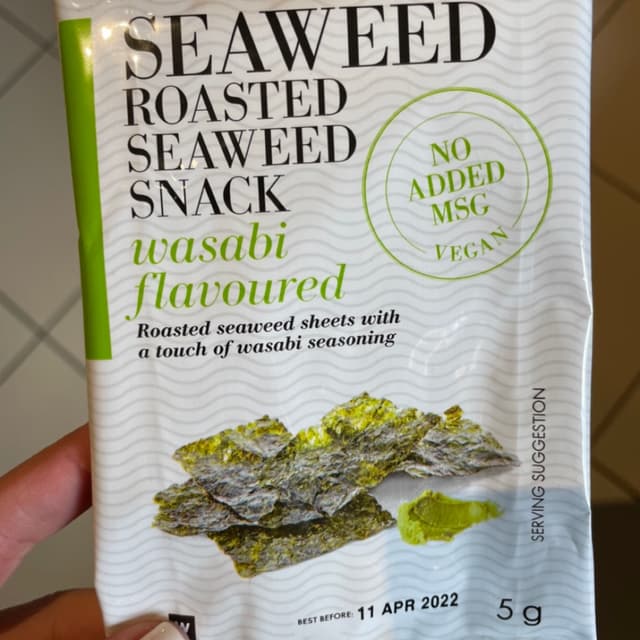 SEAWEED
ROASTED
SEAWEED
SNACK
wasabi
flavoured
Roasted seaweed sheets with
a touch of wasabi seasoning
NO
ADDED
MSG
VEGAN
SERVING SUGGESTION
BEST BEFORE: 11 APR 2022
5 g